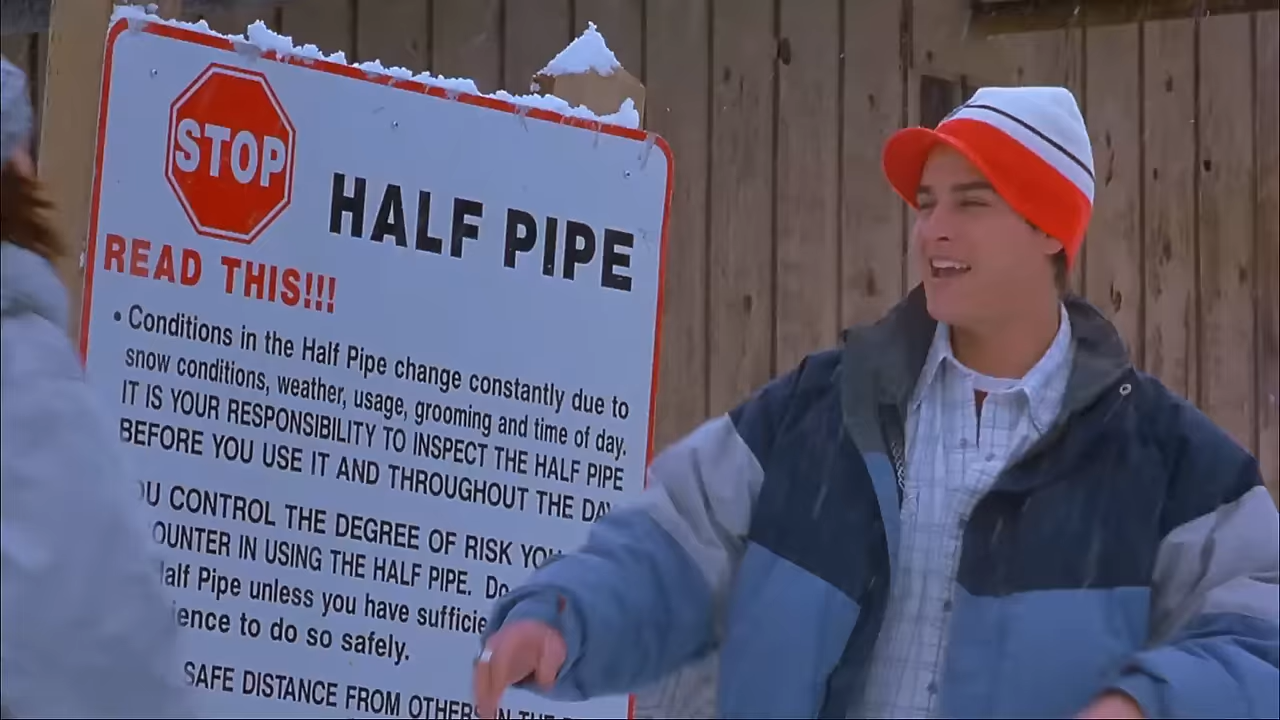 STOP
HALF PIPE
READ THIS!!!
• Conditions in the Half Pipe change constantly due to
snow conditions, weather, usage, grooming and time of day.
IT IS YOUR RESPONSIBILITY TO INSPECT THE HALF PIPE
BEFORE YOU USE IT AND THROUGHOUT THE
CONTROL THE DEGREE OF RISK
IN USING THE HALF PIPE.
Pipe unless you have
to do so safely.
SAFE DISTANCE FROM OTHERS IN THE